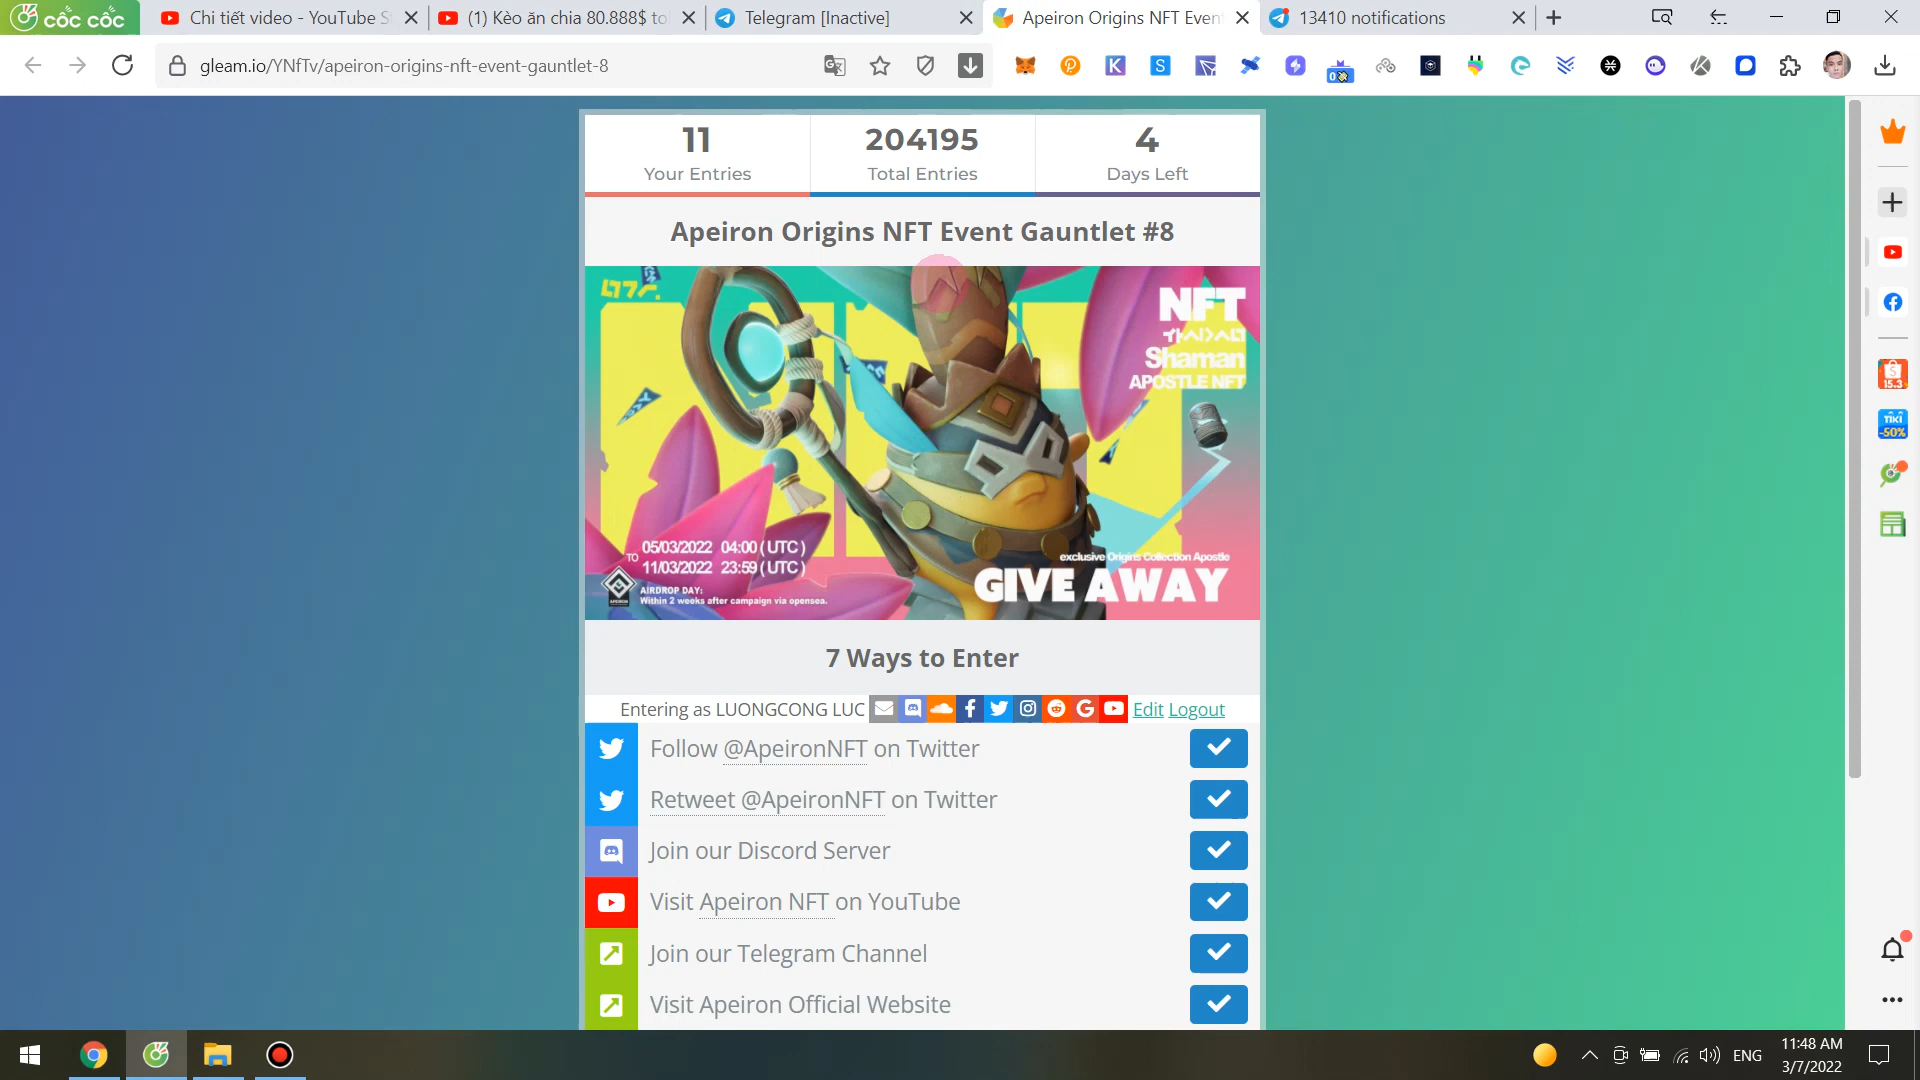 cốc cốc
Chi tiết video - YouTube S
(1) Kèo ăn chia 80.888$ to
Telegram [Inactive]
Apeiron Origins NFT Even
13410 notifications
gleam.io/YNfTv/apeiron-origins-nft-event-gauntlet-8
11
Your Entries
204195
Total Entries
4
Days Left
Apeiron Origins NFT Event Gauntlet #8
NFT
Shaman
APOSTLE NFT
05/03/2022 04:00 (UTC)
TO
11/03/2022 23:59 (UTC)
AIRDROP DAY:
Within 2 weeks after campaign via opensea.
APEIRON
exclusive Origins Collection Apostle
GIVE AWAY
7 Ways to Enter
Entering as LUONGCONG LUC
Edit Logout
Follow @ApeironNFT on Twitter
Retweet @ApeironNFT on Twitter
Join our Discord Server
Visit Apeiron NFT on YouTube
Join our Telegram Channel
Visit Apeiron Official Website
15.3
TIKI
-50%
ENG
11:48 AM
3/7/2022